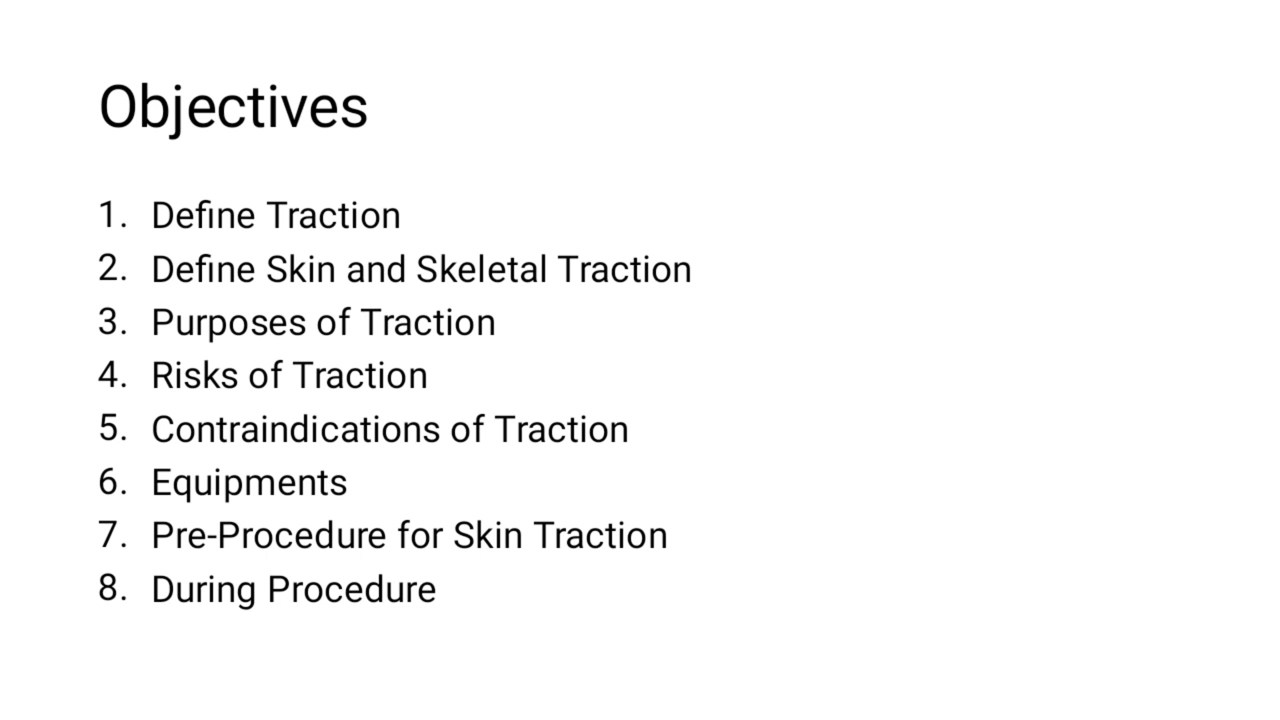 Objectives
1. Define Traction
2. Define Skin and Skeletal Traction
3. Purposes of Traction
4. Risks of Traction
5. Contraindications of Traction
6. Equipments
7. Pre-Procedure for Skin Traction
8. During Procedure